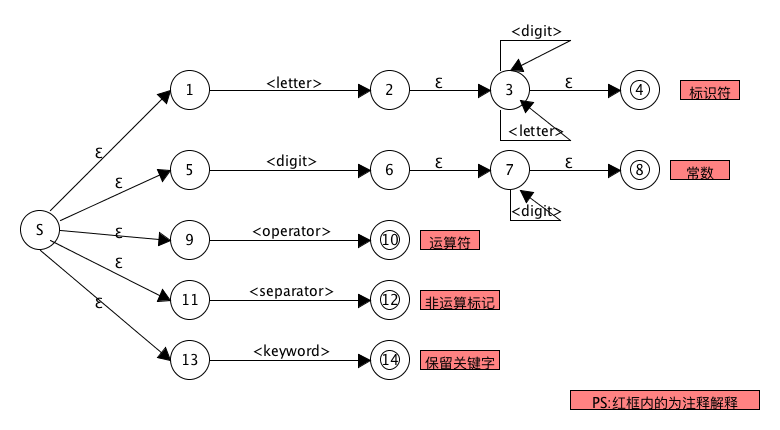 <digit>
1 <letter> 2 ε 3 ε 4 标识符
ε
<letter>
ε 5 <digit> 6 ε 7 ε 8 常数
<digit>
S ε 9 <operator> 10 运算符
ε 11 <separator> 12 非运算标记
ε
13 <keyword> 14 保留关键字
PS:红框内的为注释解释